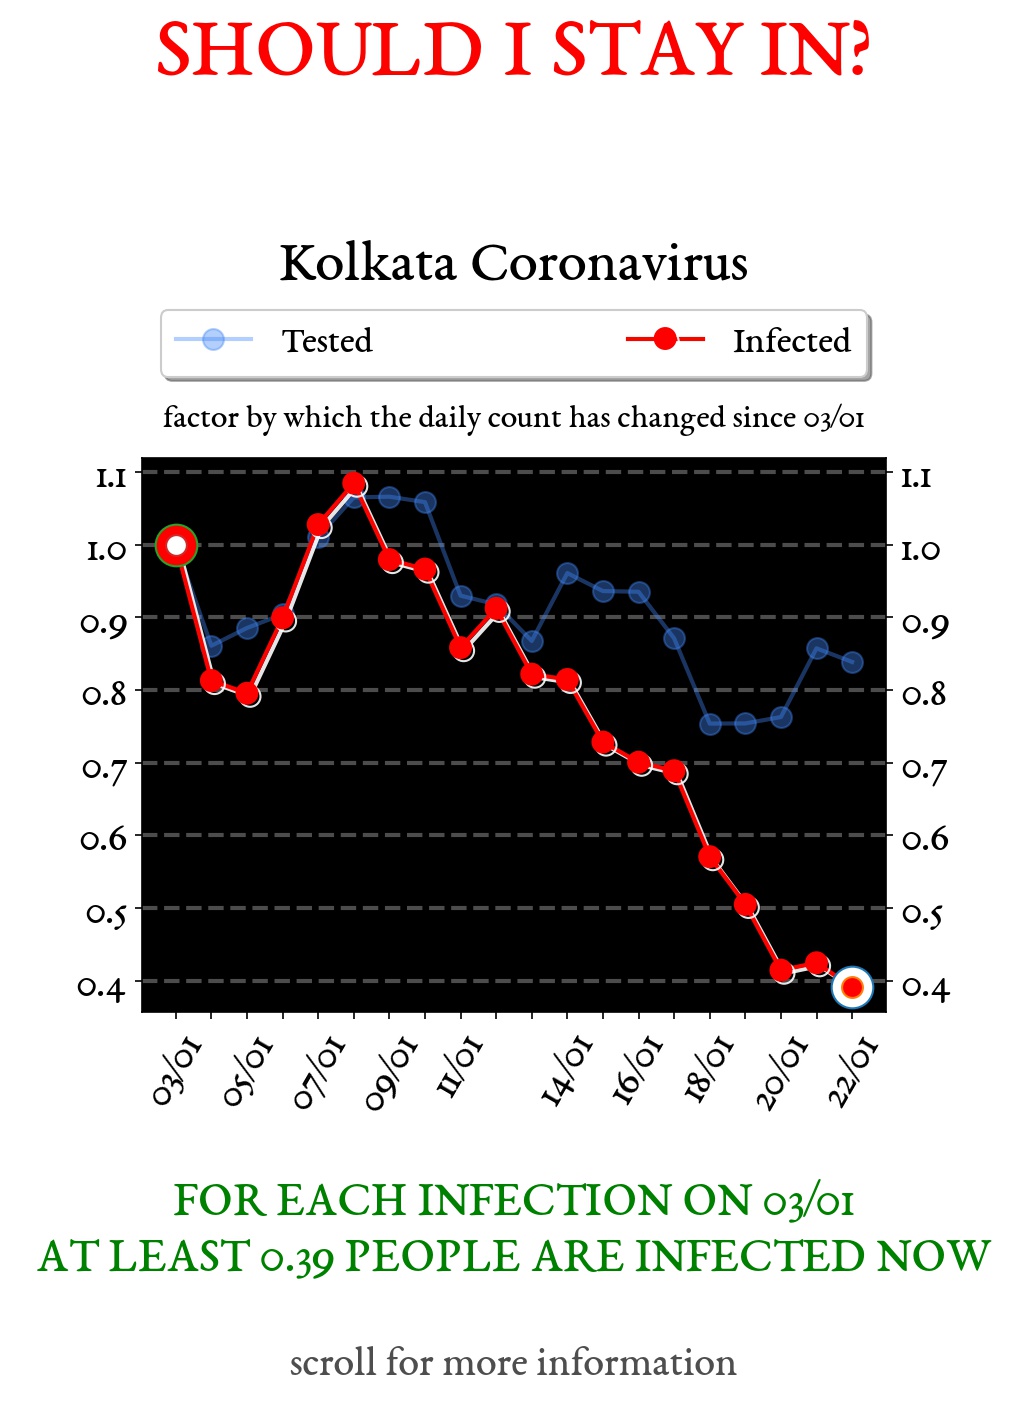 SHOULD I STAY IN?
Kolkata Coronavirus
Tested Infected
factor by which the daily count has changed since 03/01
1.1 1.1
1.0 1.0
0.9 0.9
0.8 0.8
0.7 0.7
0.6 0.6
0.5 0.5
0.4 0.4
03/01 05/01 07/01 09/01 11/01 14/01 16/01 18/01 20/01 22/01
FOR EACH INFECTION ON 03/01
AT LEAST 0.39 PEOPLE ARE INFECTED NOW
scroll for more information